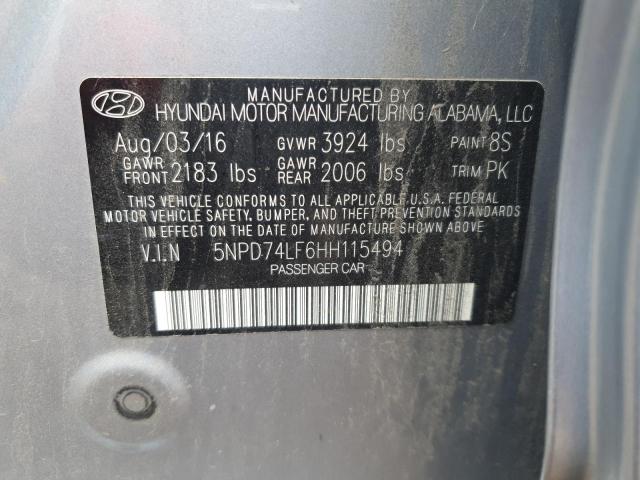 MANUFACTURED BY
HYUNDAI MOTOR MANUFACTURING ALABAMA, LLC
Aug/03/16 GVWR 3924 lbs PAINT 8S
GAWR FRONT 2183 lbs GAWR REAR 2006 lbs TRIM PK
THIS VEHICLE CONFORMS TO ALL APPLICABLE U.S.A. FEDERAL
MOTOR VEHICLE SAFETY, BUMPER, AND THEFT PREVENTION STANDARDS
IN EFFECT ON THE DATE OF MANUFACTURE SHOWN ABOVE
V.I.N 5NPD74LF6HH115494
PASSENGER CAR